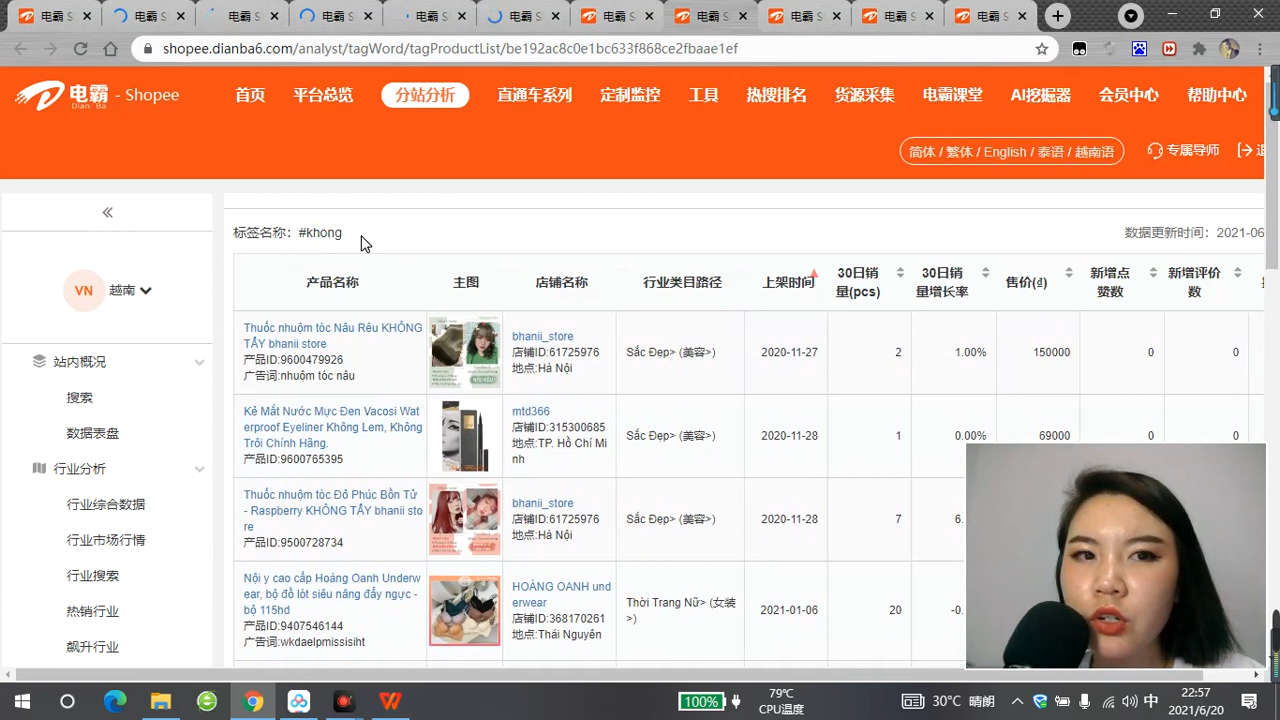 电霸 S
电霸 S
电霸 S
电霸 S
电霸 S
电霸 S
电霸 S
电霸 S
电霸 S
电霸 S
电霸 S
shopee.dianba6.com/analyst/tagWord/tagProductList/be192ac8c0e1bc633f868ce2fbaae1ef
电霸
Dian Ba
- Shopee
首页
平台总览
分站分析
直通车系列
定制监控
工具
热搜排名
货源采集
电霸课堂
AI挖掘器
会员中心
帮助中心
简体 / 繁体 / English / 泰语 / 越南语
专属导师
VN
越南
站内概况
搜索
数据表盘
行业分析
行业综合数据
行业市场行情
行业搜索
热销行业
飙升行业
标签名称：#khong
数据更新时间：2021-06
产品名称
主图
店铺名称
行业类目路径
上架时间
30日销
量(pcs)
30日销
量增长率
售价(₫)
新增点
赞数
新增评价
数
Thuốc nhuộm tóc Nâu Rêu KHÔNG
TẨY bhanii store
产品ID:9600479926
广告词:nhuộm tóc nâu
bhanii_store
店铺ID:61725976
地点:Hà Nội
Sắc Đẹp> (美容>)
2020-11-27
2
1.00%
150000
0
0
Kẻ Mắt Nước Mực Đen Vacosi Wat
erproof Eyeliner Không Lem, Không
Trôi Chính Hãng.
产品ID:9600765395
mtd366
店铺ID:315300685
地点:TP. Hồ Chí Mi
nh
Sắc Đẹp> (美容>)
2020-11-28
1
0.00%
69000
0
0
Thuốc nhuộm tóc Đỏ Phúc Bồn Tử
- Raspberry KHÔNG TẨY bhanii sto
re
产品ID:9500728734
bhanii_store
店铺ID:61725976
地点:Hà Nội
Sắc Đẹp> (美容>)
2020-11-28
7
6.
Nội y cao cấp Hoàng Oanh Underw
ear, bộ đồ lót siêu nâng đẩy ngực -
bộ 115hd
产品ID:9407546144
广告词:wkdaelpmissisiht
HOÀNG OANH und
erwear
店铺ID:368170261
地点:Thái Nguyên
Thời Trang Nữ> (女装
>)
2021-01-06
20
-0.
100%
79℃
CPU温度
30°C 晴朗
中
22:57
2021/6/20